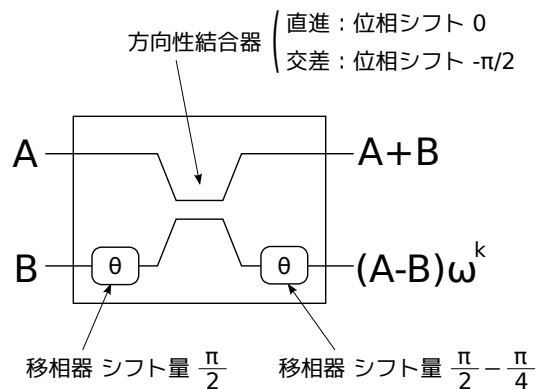 方向性結合器
直進：位相シフト 0
交差：位相シフト -π/2
A
A+B
B
θ
θ
(A-B)ω^k
移相器 シフト量 π/2
移相器 シフト量 π/2 − π/4